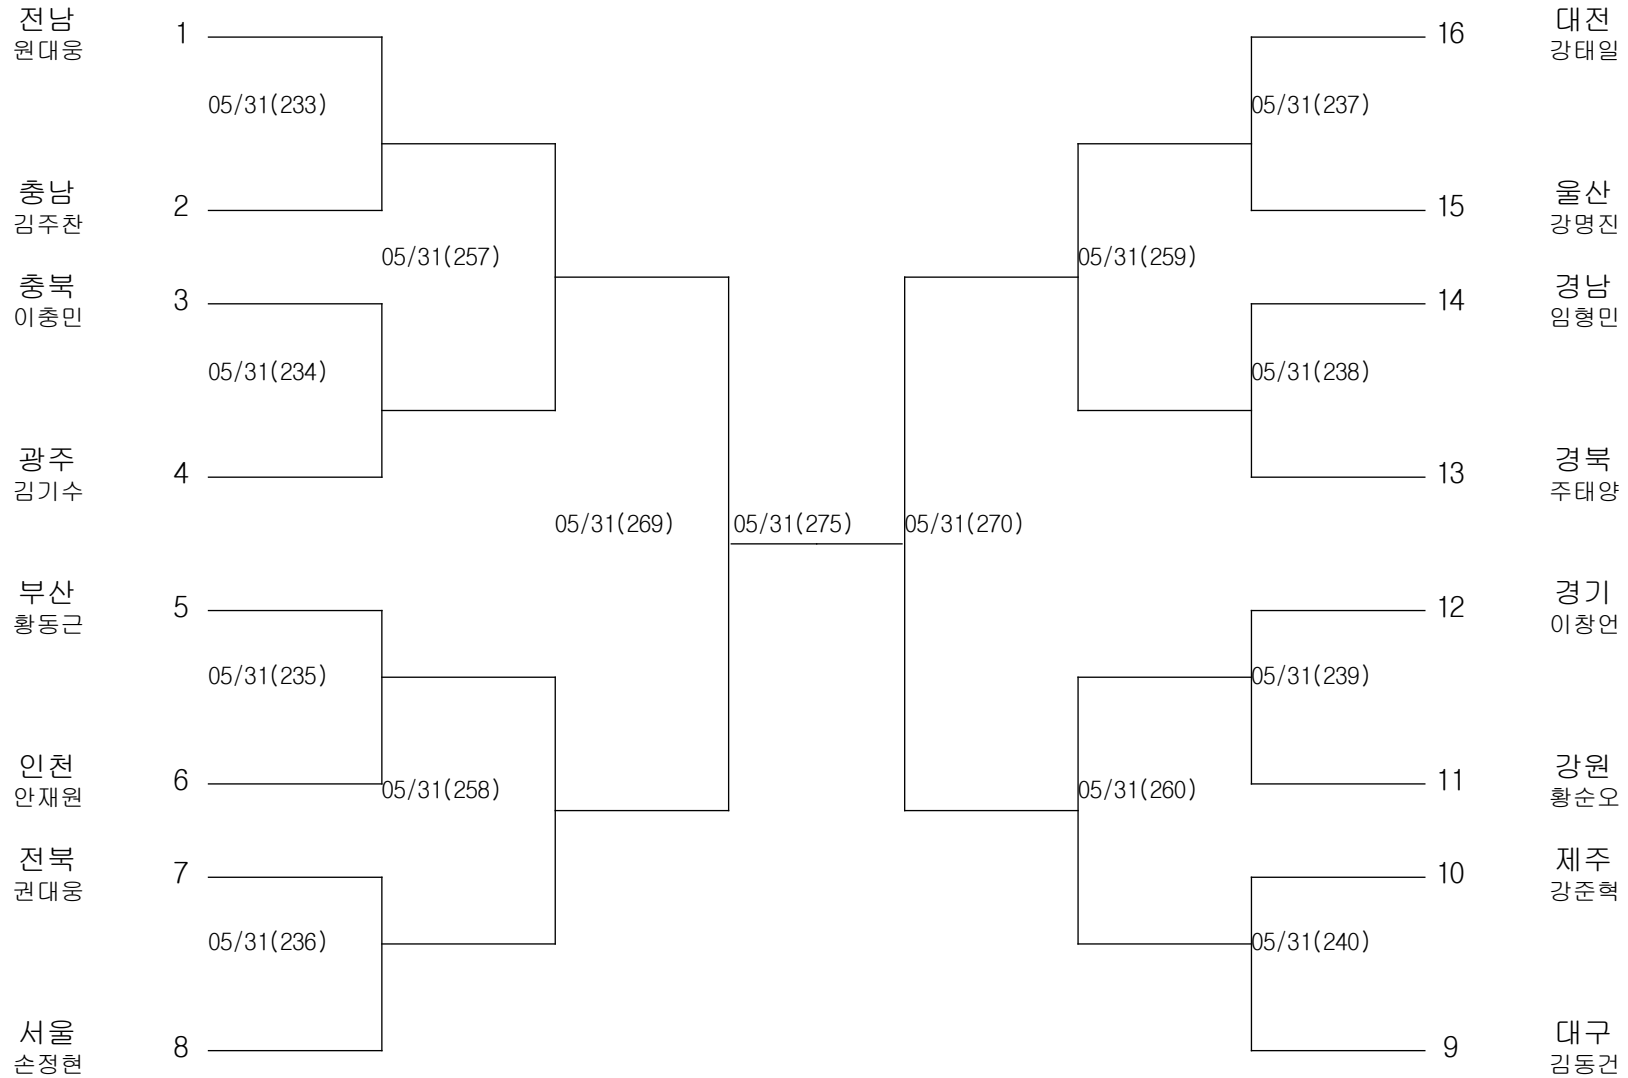 전남 1 16 대전
원대웅 강태일
05/31(233) 05/31(237)
충남 2 15 울산
김주찬 강명진
05/31(257) 05/31(259)
충북 3 14 경남
이충민 임형민
05/31(234) 05/31(238)
광주 4 13 경북
김기수 주태양
05/31(269) 05/31(275) 05/31(270)
부산 5 12 경기
황동근 이창언
05/31(235) 05/31(239)
인천 6 11 강원
안재원 05/31(258) 05/31(260) 황순오
전북 7 10 제주
권대웅 강준혁
05/31(236) 05/31(240)
서울 8 9 대구
손정현 김동건